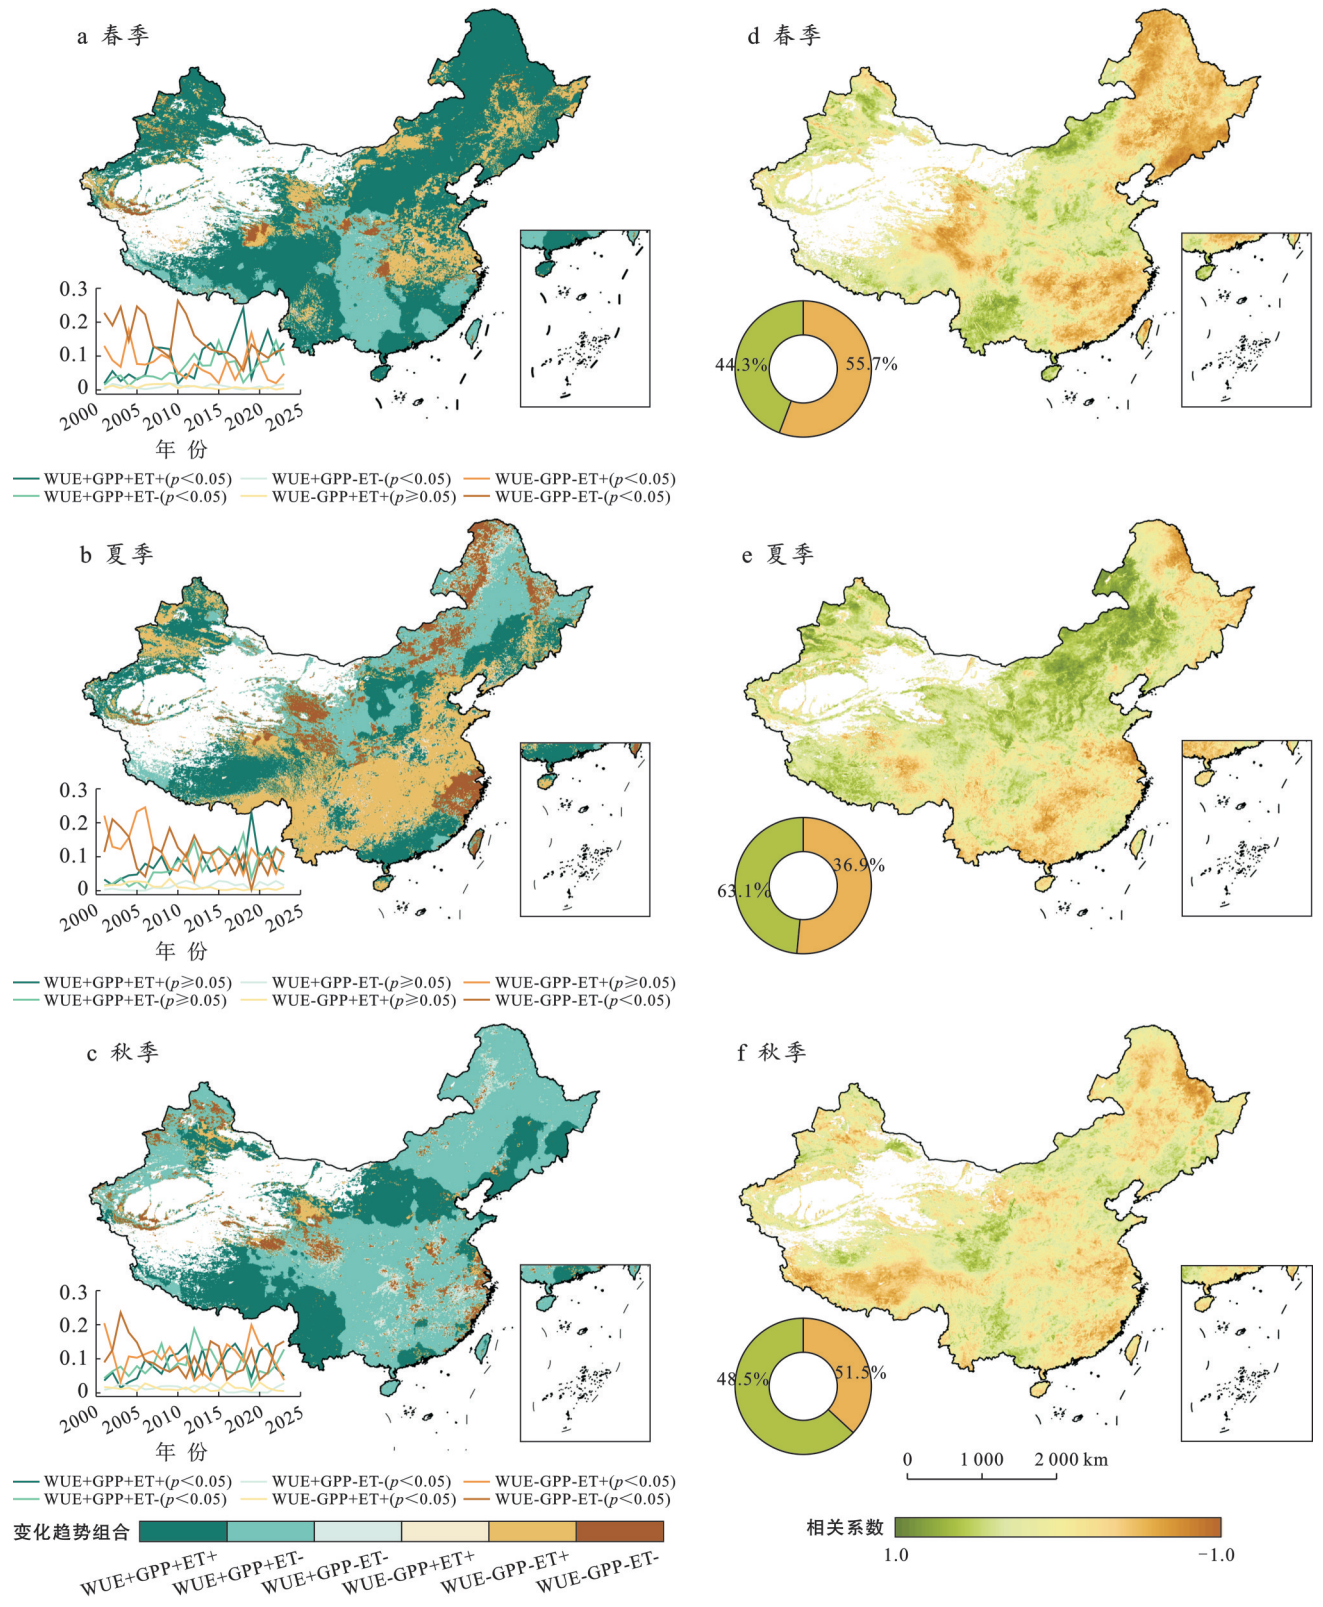 a 春季
d 春季
0.3
0.2
0.1
0
2000 2005 2010 2015 2020 2025
年 份
44.3% 55.7%
WUE+GPP+ET+(p<0.05) WUE+GPP-ET-(p<0.05) WUE-GPP-ET+(p<0.05)
WUE+GPP+ET-(p<0.05) WUE-GPP+ET+(p≥0.05) WUE-GPP-ET-(p<0.05)
b 夏季
e 夏季
0.3
0.2
0.1
0
2000 2005 2010 2015 2020 2025
年 份
63.1% 36.9%
WUE+GPP+ET+(p≥0.05) WUE+GPP-ET-(p≥0.05) WUE-GPP-ET+(p≥0.05)
WUE+GPP+ET-(p≥0.05) WUE-GPP+ET+(p≥0.05) WUE-GPP-ET-(p<0.05)
c 秋季
f 秋季
0.3
0.2
0.1
0
2000 2005 2010 2015 2020 2025
年 份
48.5% 51.5%
0 1 000 2 000 km
WUE+GPP+ET+(p<0.05) WUE+GPP-ET-(p<0.05) WUE-GPP-ET+(p<0.05)
WUE+GPP+ET-(p<0.05) WUE-GPP+ET+(p<0.05) WUE-GPP-ET-(p<0.05)
变化趋势组合
WUE+GPP+ET+ WUE+GPP+ET- WUE+GPP-ET- WUE-GPP+ET+ WUE-GPP-ET+ WUE-GPP-ET-
相关系数
1.0 -1.0